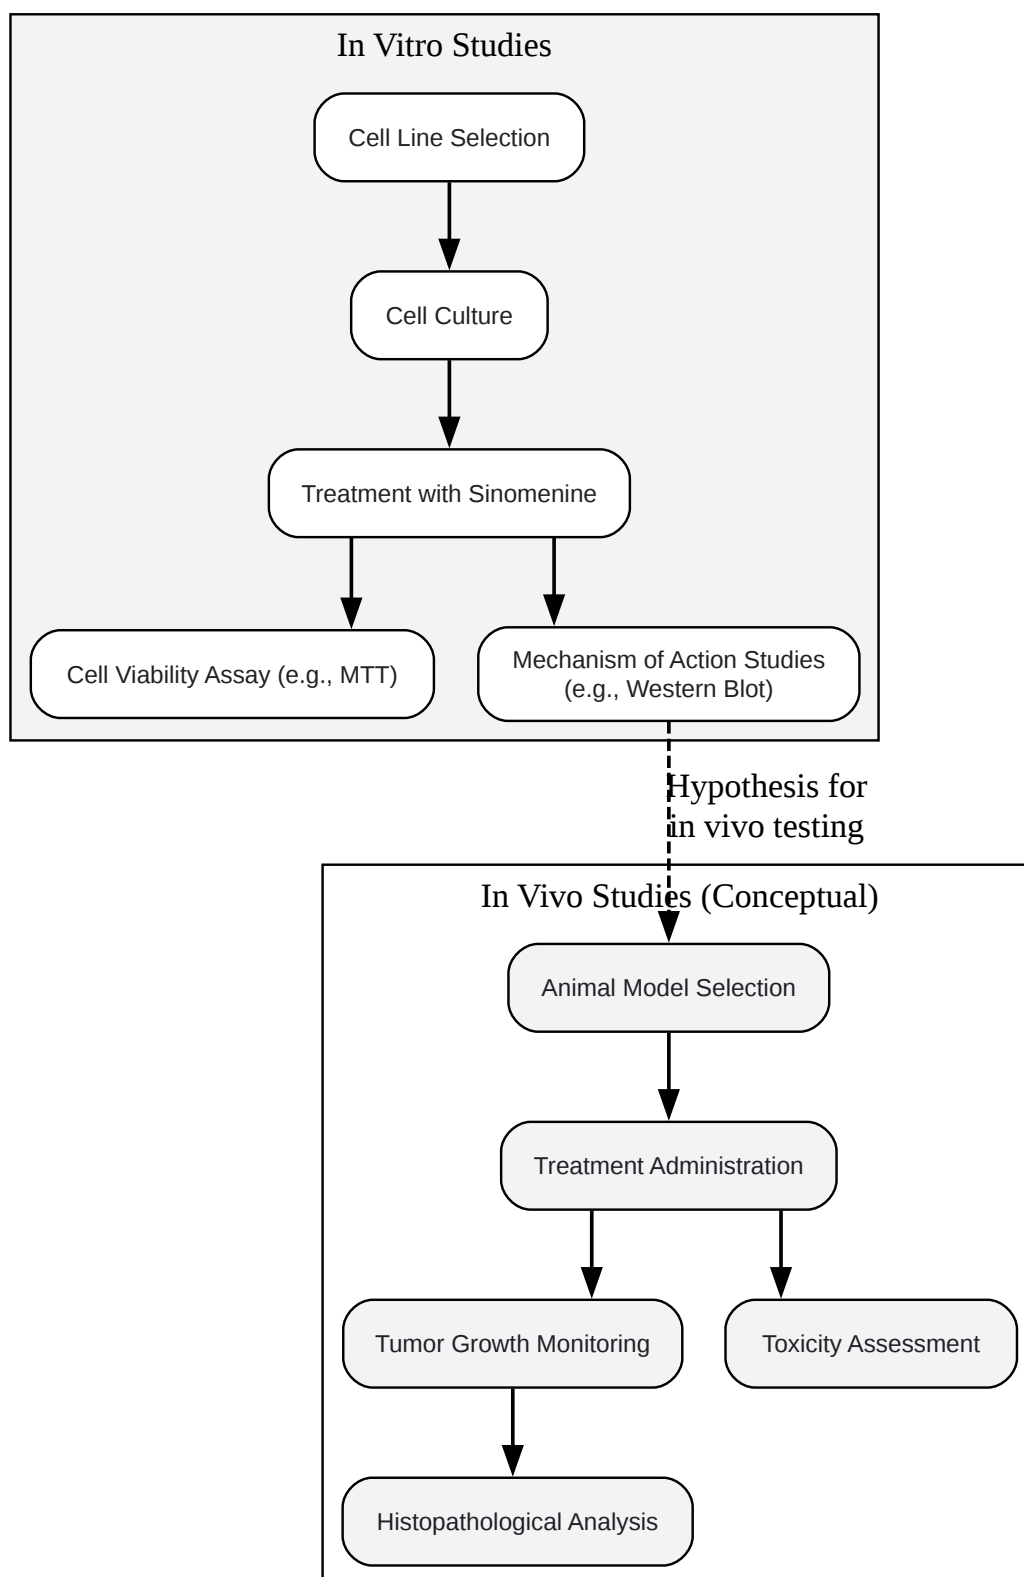 In Vitro Studies
Cell Line Selection
Cell Culture
Treatment with Sinomenine
Cell Viability Assay (e.g., MTT)
Mechanism of Action Studies
(e.g., Western Blot)
Hypothesis for
in vivo testing
In Vivo Studies (Conceptual)
Animal Model Selection
Treatment Administration
Tumor Growth Monitoring
Toxicity Assessment
Histopathological Analysis